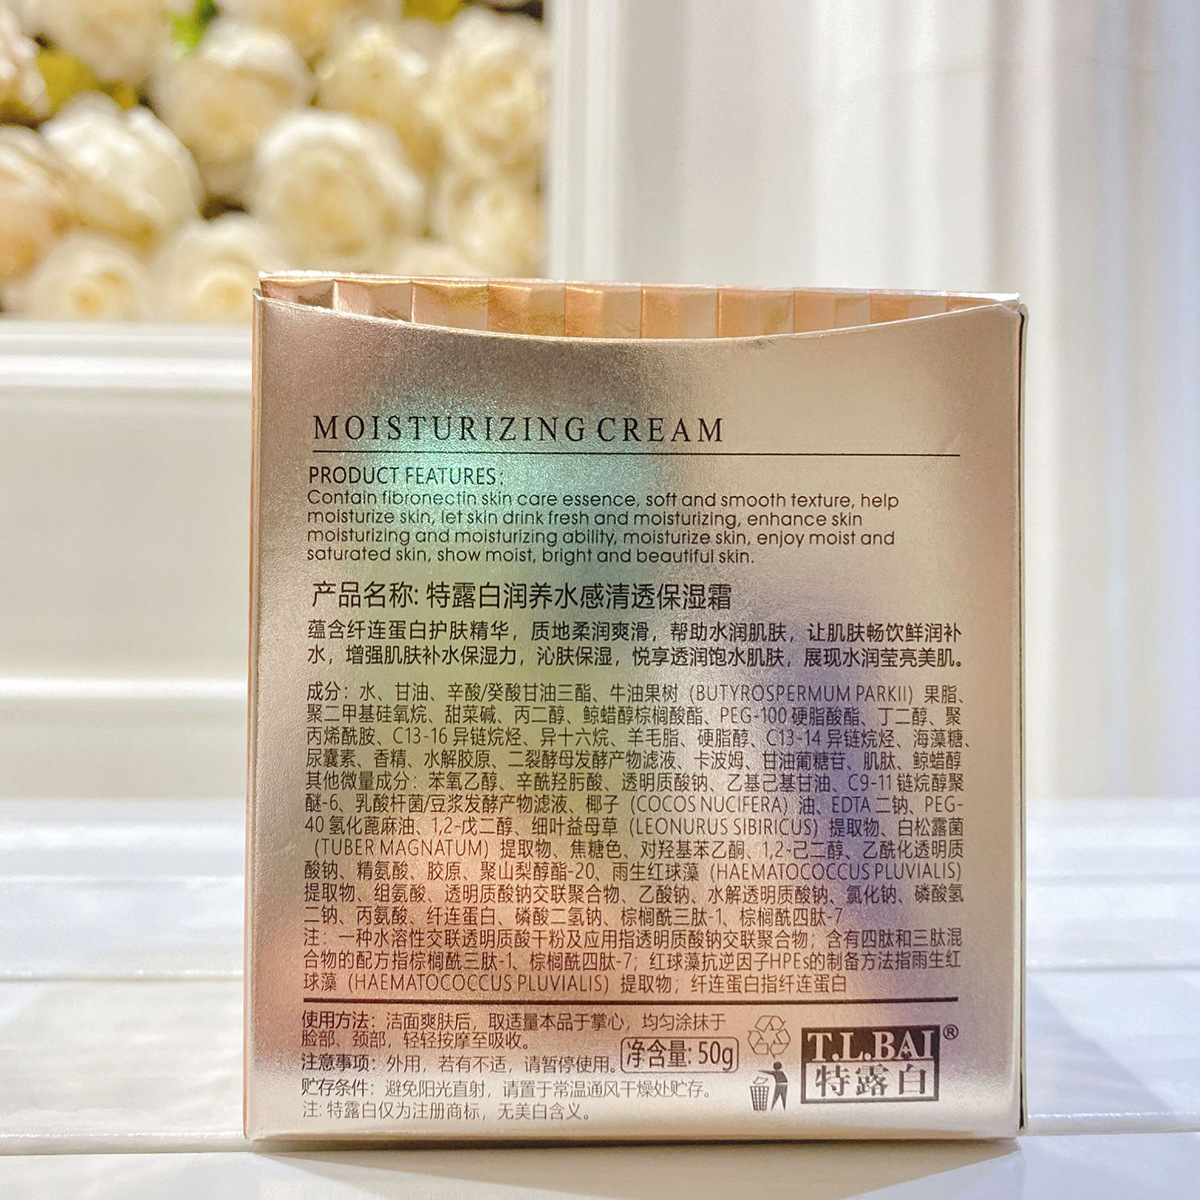 MOISTURIZING CREAM
PRODUCT FEATURES:
Contain fibronectin skin care essence, soft and smooth texture, help
moisturize skin, let skin drink fresh and moisturizing, enhance skin
moisturizing and moisturizing ability, moisturize skin, enjoy moist and
saturated skin, show moist, bright and beautiful skin.
产品名称: 特露白润养水感清透保湿霜
蕴含纤连蛋白护肤精华，质地柔润爽滑，帮助水润肌肤，让肌肤畅饮鲜润补
水，增强肌肤补水保湿力，沁肤保湿，悦享透润饱水肌肤，展现水润莹亮美肌。
成分：水、甘油、辛酸/癸酸甘油三酯、牛油果树（BUTYROSPERMUM PARKII）果脂、
聚二甲基硅氧烷、甜菜碱、丙二醇、鲸蜡醇棕榈酸酯、PEG-100 硬脂酸酯、丁二醇、聚
丙烯酰胺、C13-16 异链烷烃、异十六烷、羊毛脂、硬脂醇、C13-14 异链烷烃、海藻糖、
尿囊素、香精、水解胶原、二裂酵母发酵产物滤液、卡波姆、甘油葡糖苷、肌肽、鲸蜡醇
其他微量成分：苯氧乙醇、辛酰羟肟酸、透明质酸钠、乙基己基甘油、C9-11 链烷醇聚
醚-6、乳酸杆菌/豆浆发酵产物滤液、椰子（COCOS NUCIFERA）油、EDTA 二钠、PEG-
40 氢化蓖麻油、1,2-戊二醇、细叶益母草（LEONURUS SIBIRICUS）提取物、白松露菌
（TUBER MAGNATUM）提取物、焦糖色、对羟基苯乙酮、1,2-己二醇、乙酰化透明质
酸钠、精氨酸、胶原、聚山梨醇酯-20、雨生红球藻（HAEMATOCOCCUS PLUVIALIS）
提取物、组氨酸、透明质酸钠交联聚合物、乙酸钠、水解透明质酸钠、氯化钠、磷酸氢
二钠、丙氨酸、纤连蛋白、磷酸二氢钠、棕榈酰三肽-1、棕榈酰四肽-7
注：一种水溶性交联透明质酸干粉及应用指透明质酸钠交联聚合物；含有四肽和三肽混
合物的配方指棕榈酰三肽-1、棕榈酰四肽-7；红球藻抗逆因子HPEs的制备方法指雨生红
球藻（HAEMATOCOCCUS PLUVIALIS）提取物；纤连蛋白指纤连蛋白
使用方法：洁面爽肤后，取适量本品于掌心，均匀涂抹于
脸部、颈部，轻轻按摩至吸收。
注意事项：外用，若有不适，请暂停使用。
净含量: 50g
贮存条件：避免阳光直射，请置于常温通风干燥处贮存。
注: 特露白仅为注册商标，无美白含义。
T.L.BAI®
特露白